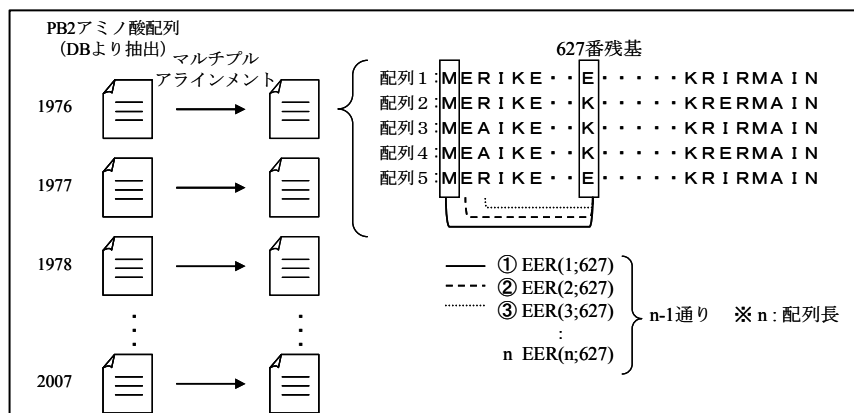 PB2アミノ酸配列
（DBより抽出）
マルチプル
アラインメント
1976
1977
1978
:
:
2007
627番残基
配列1:MERIKE・・E・・・・・KRIRMAIN
配列2:MERIKE・・K・・・・・KRERMAIN
配列3:MEAIKE・・K・・・・・KRIRMAIN
配列4:MEAIKE・・K・・・・・KRERMAIN
配列5:MERIKE・・E・・・・・KRIRMAIN
① EER(1;627)
② EER(2;627)
③ EER(3;627)
:
n EER(n;627)
n-1通り ※ n : 配列長